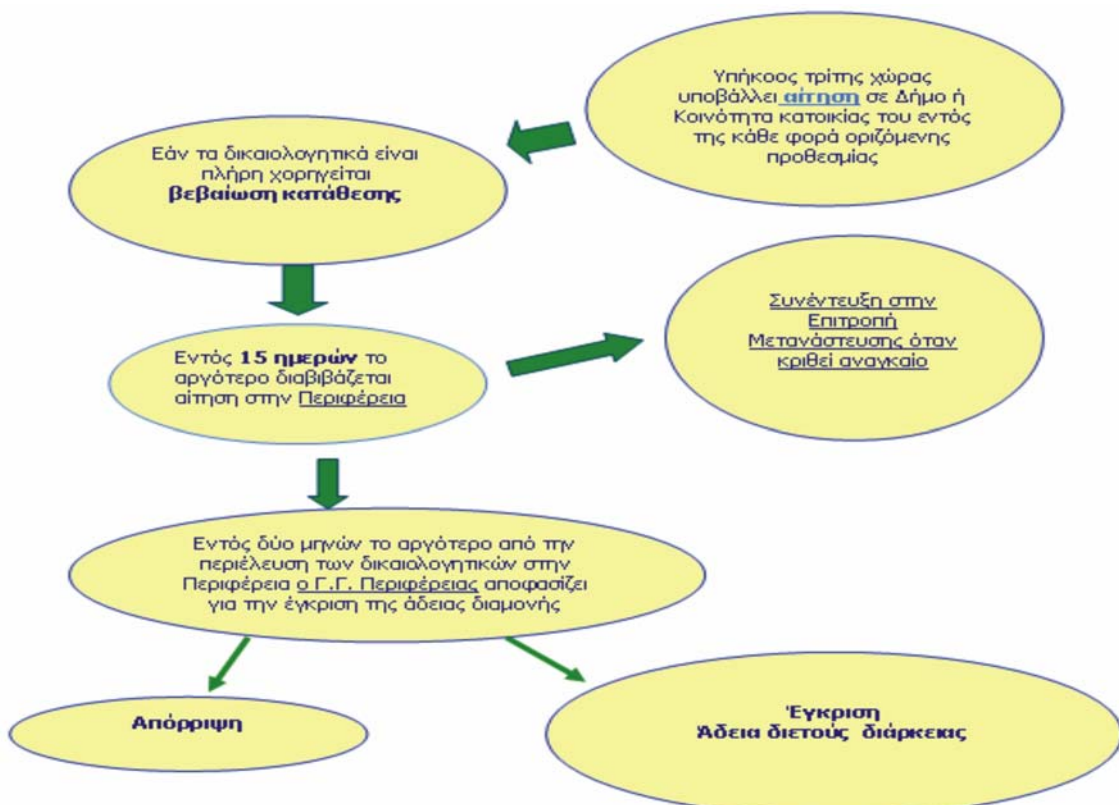 Υπήκοος τρίτης χώρας
υποβάλλει αίτηση σε Δήμο ή
Κοινότητα κατοικίας του εντός
της κάθε φορά οριζόμενης
προθεσμίας
Εάν τα δικαιολογητικά είναι
πλήρη χορηγείται
βεβαίωση κατάθεσης
Εντός 15 ημερών το
αργότερο διαβιβάζεται
αίτηση στην Περιφέρεια
Συνέντευξη στην
Επιτροπή
Μετανάστευσης όταν
κριθεί αναγκαίο
Εντός δύο μηνών το αργότερο από την
περιέλευση των δικαιολογητικών στην
Περιφέρεια ο Γ.Γ. Περιφέρειας αποφασίζει
για την έγκριση της άδειας διαμονής
Απόρριψη
Έγκριση
Άδεια διετούς διάρκειας